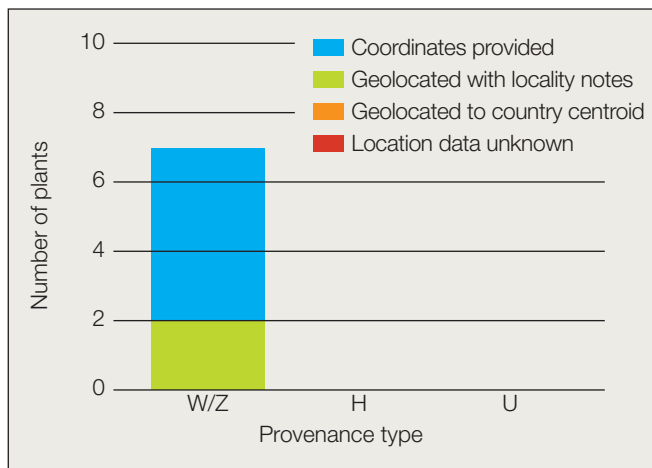 10
8
6
4
2
0
Number of plants
Coordinates provided
Geolocated with locality notes
Geolocated to country centroid
Location data unknown
W/Z H U
Provenance type